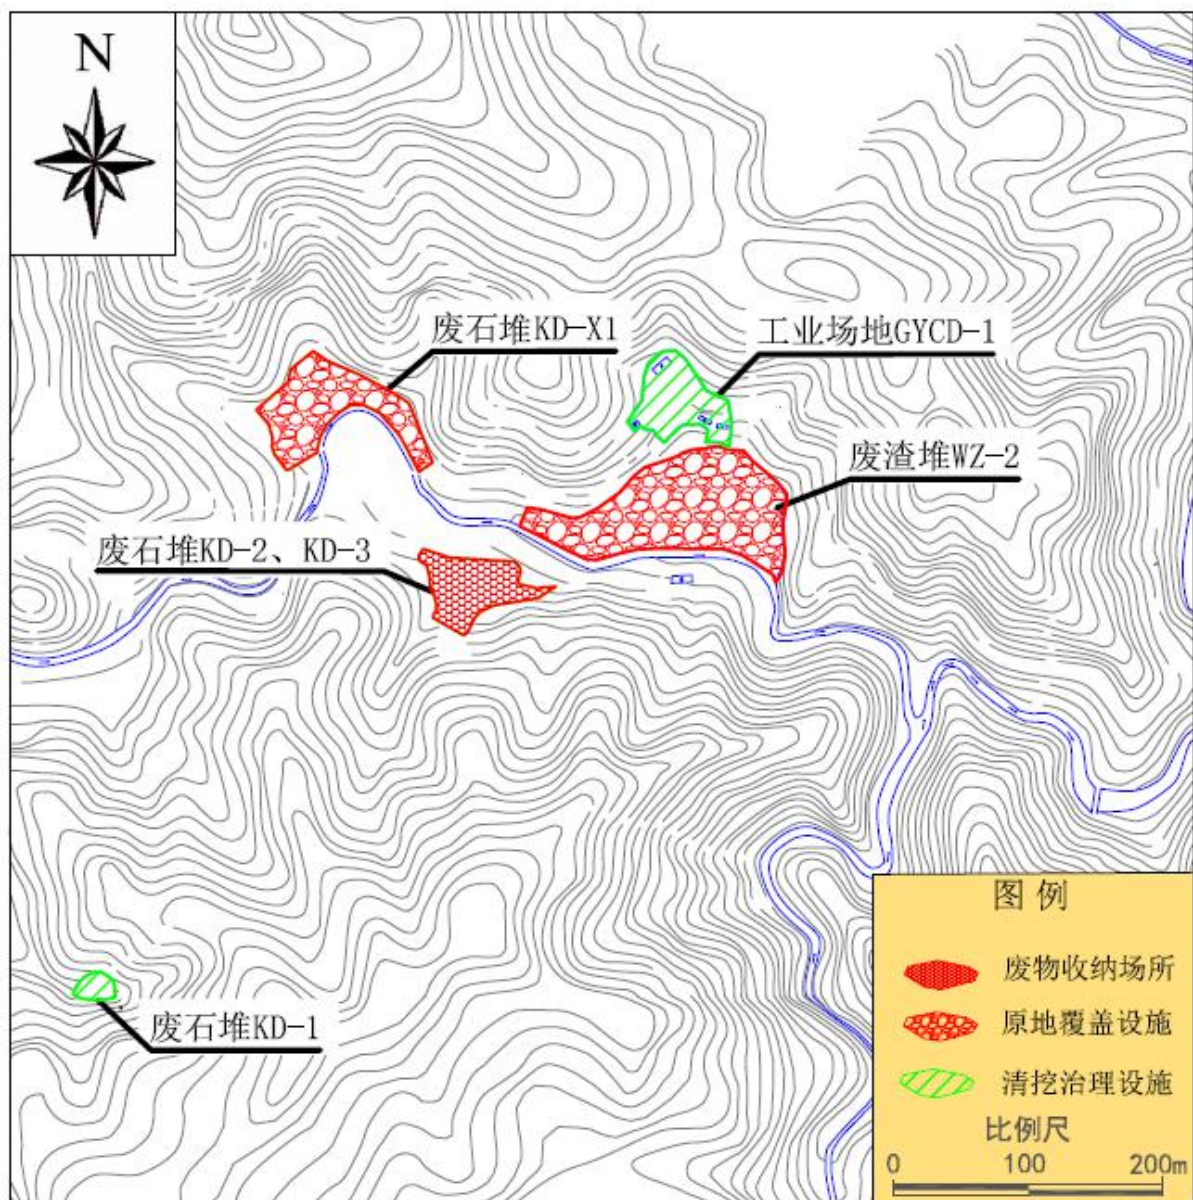 N
废石堆KD-X1
工业场地GYCD-1
废渣堆WZ-2
废石堆KD-2、KD-3
废石堆KD-1
图例
废物收纳场所
原地覆盖设施
清挖治理设施
比例尺
0 100 200m